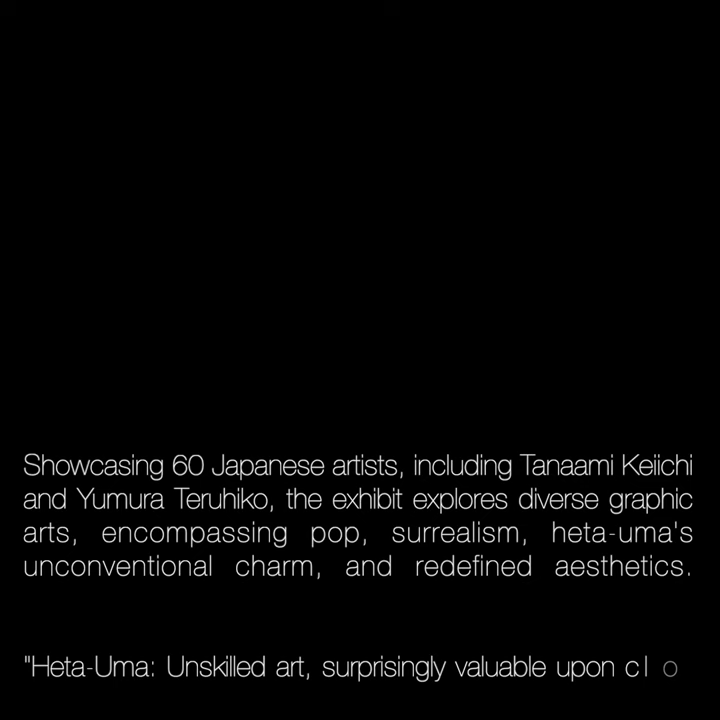 Showcasing 60 Japanese artists, including Tanaami Keiichi
and Yumura Teruhiko, the exhibit explores diverse graphic
arts, encompassing pop, surrealism, heta-uma's
unconventional charm, and redefined aesthetics.
"Heta-Uma: Unskilled art, surprisingly valuable upon clo